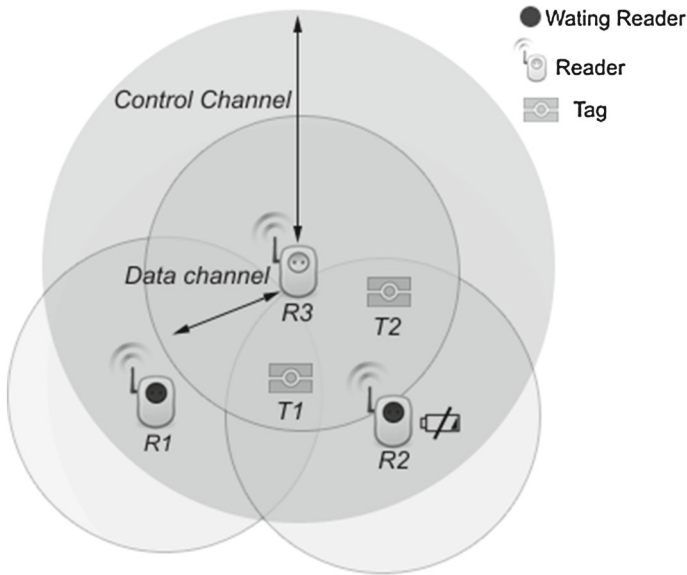 Wating Reader
Reader
Tag
Control Channel
Data channel
R3
T2
T1
R1
R2